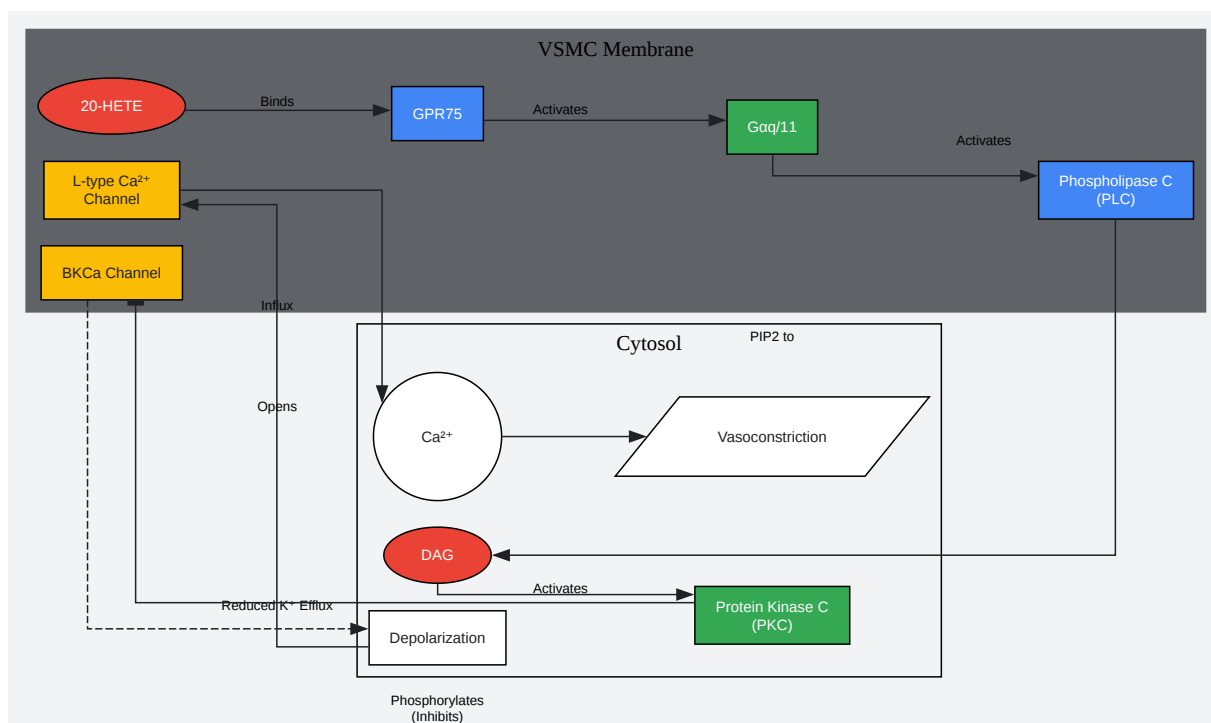 VSMC Membrane
20-HETE
Binds
GPR75
Activates
Gαq/11
Activates
Phospholipase C
(PLC)
L-type Ca²⁺
Channel
BKCa Channel
Influx
Cytosol
PIP2 to
Opens
Ca²⁺
Vasoconstriction
DAG
Activates
Protein Kinase C
(PKC)
Reduced K⁺ Efflux
Depolarization
Phosphorylates
(Inhibits)